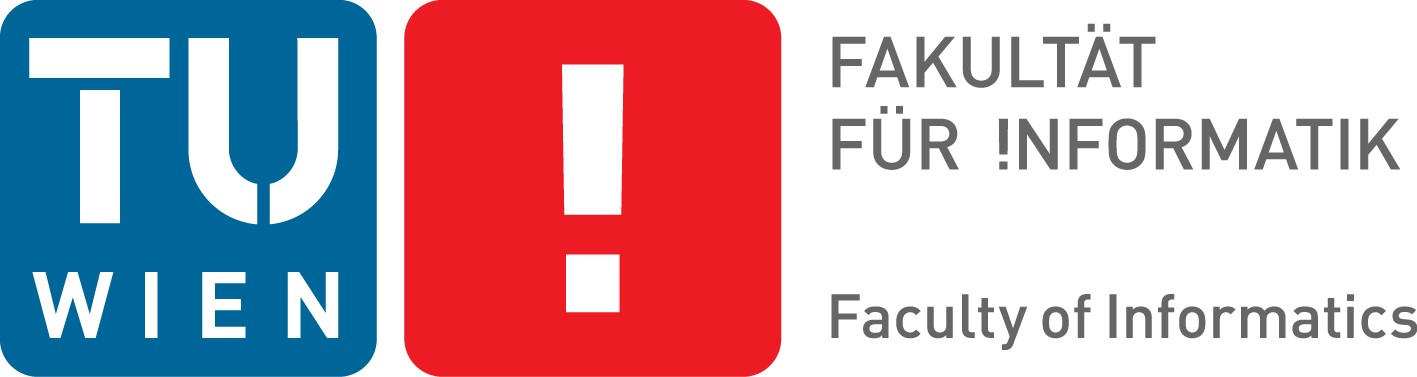 TU
WIEN
!
FAKULTÄT
FÜR !NFORMATIK
Faculty of Informatics